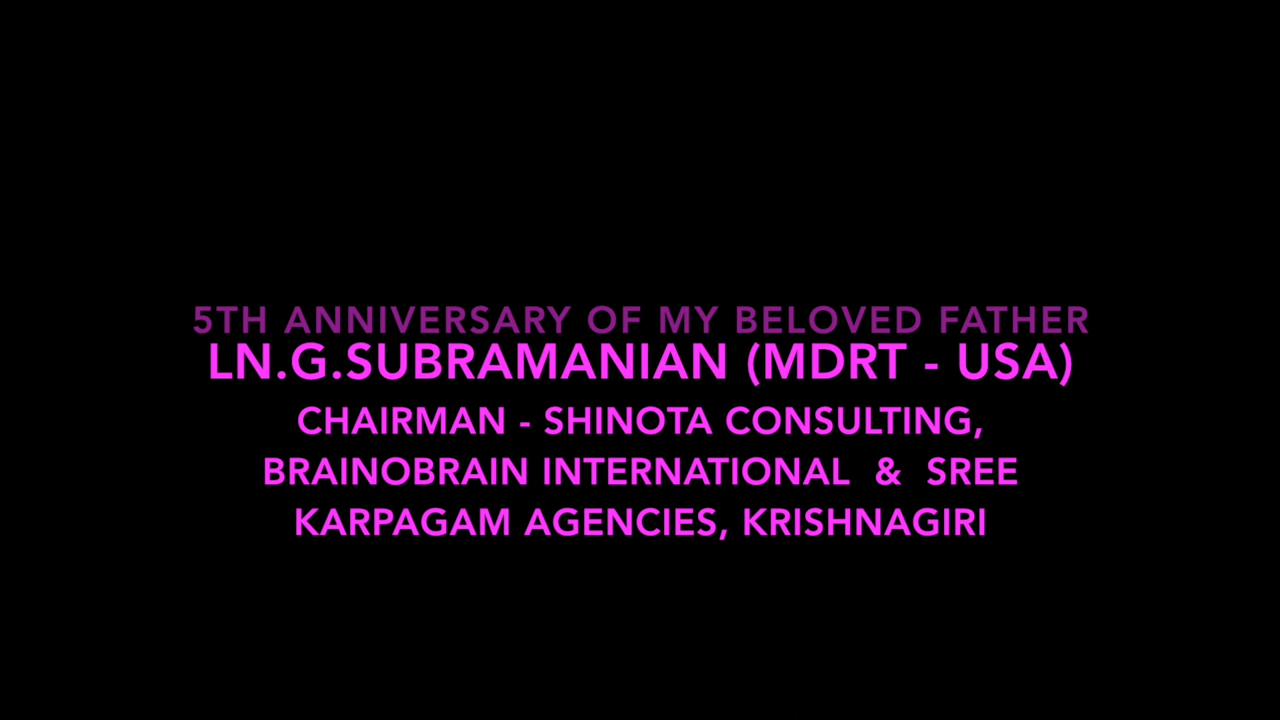 5TH ANNIVERSARY OF MY BELOVED FATHER
LN.G.SUBRAMANIAN (MDRT - USA)
CHAIRMAN - SHINOTA CONSULTING,
BRAINOBRAIN INTERNATIONAL & SREE
KARPAGAM AGENCIES, KRISHNAGIRI